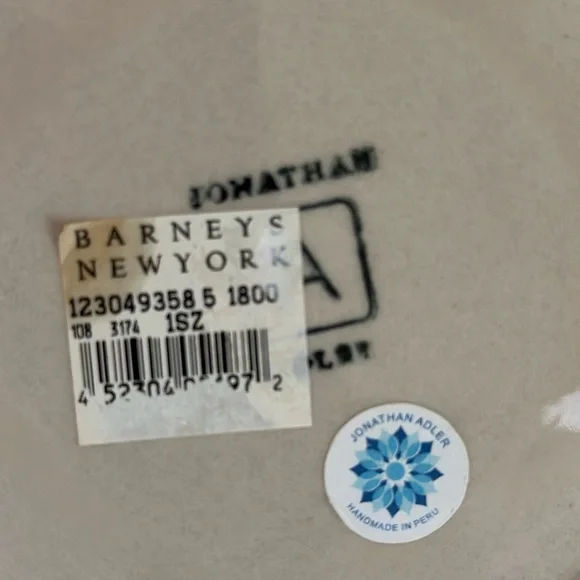 JONATHAN
BARNEYS
NEWYORK
A
123049358 5 1800
108 3174 1SZ
JONATHAN ADLER
HANDMADE IN PERU